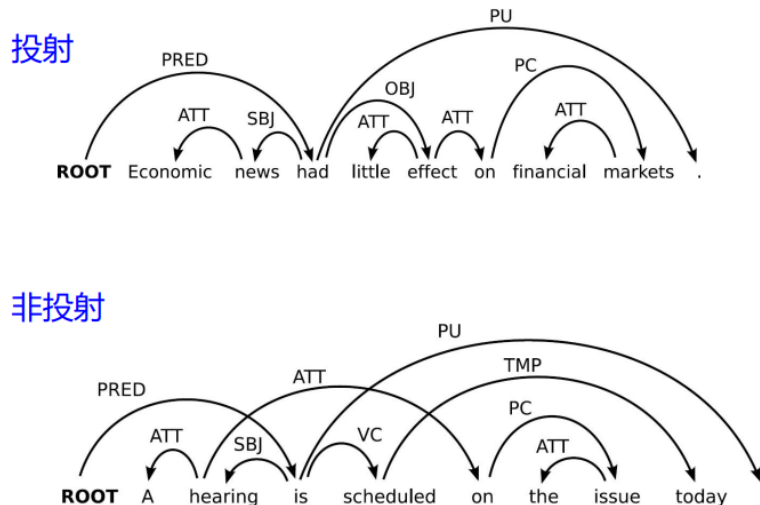 投射
PU
PRED
PC
OBJ
ATT
SBJ
ATT
ATT
ATT
ROOT Economic news had little effect on financial markets .
非投射
PU
TMP
ATT
PRED
PC
ATT
SBJ
VC
ATT
ROOT A hearing is scheduled on the issue today